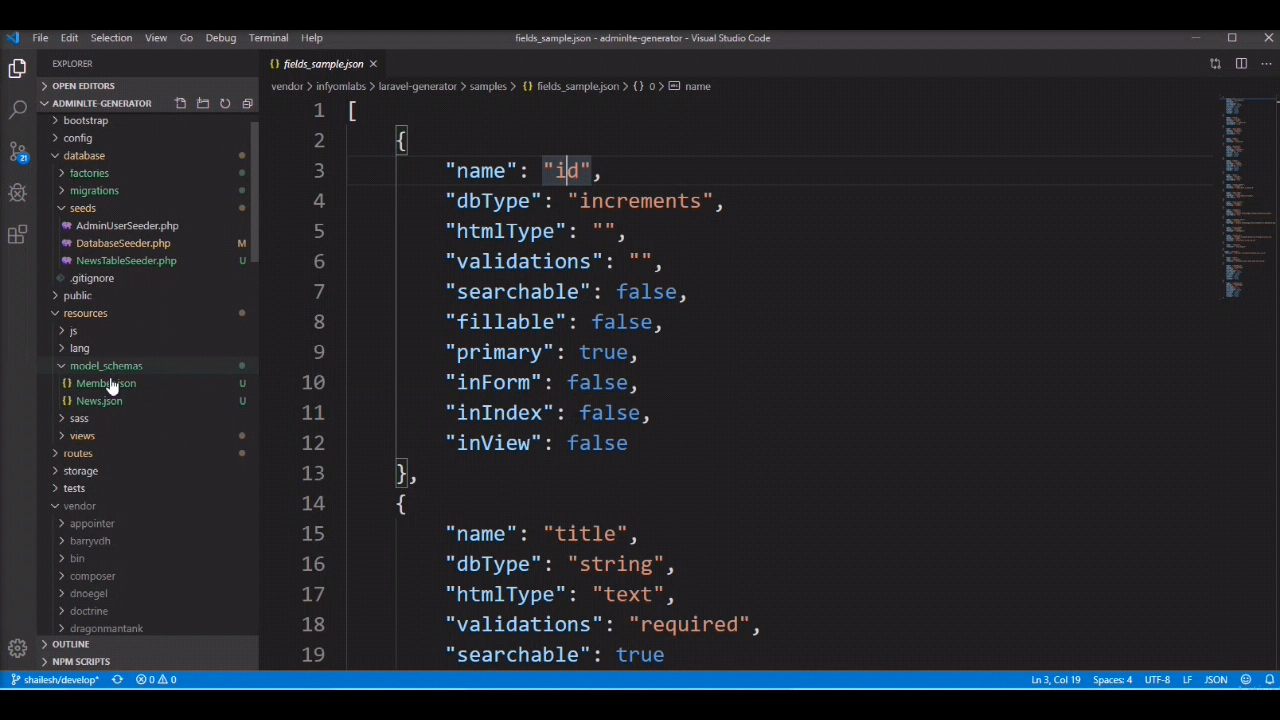 File Edit Selection View Go Debug Terminal Help
fields_sample.json - adminlte-generator - Visual Studio Code
EXPLORER
OPEN EDITORS
ADMINLTE-GENERATOR
bootstrap
config
database
factories
migrations
seeds
AdminUserSeeder.php
DatabaseSeeder.php M
NewsTableSeeder.php U
.gitignore
public
resources
js
lang
model_schemas
U
News.json U
sass
views
routes
storage
tests
vendor
appointer
barryvdh
bin
composer
dnoegel
doctrine
dragonmantank
OUTLINE
NPM SCRIPTS
21
fields_sample.json
vendor > infyomlabs > laravel-generator > samples > {} fields_sample.json > {} 0 > name
1 [
2 {
3 "name": "id",
4 "dbType": "increments",
5 "htmlType": "",
6 "validations": "",
7 "searchable": false,
8 "fillable": false,
9 "primary": true,
10 "inForm": false,
11 "inIndex": false,
12 "inView": false
13 },
14 {
15 "name": "title",
16 "dbType": "string",
17 "htmlType": "text",
18 "validations": "required",
19 "searchable": true
shailesh/develop* 0 0
Ln 3, Col 19 Spaces: 4 UTF-8 LF JSON